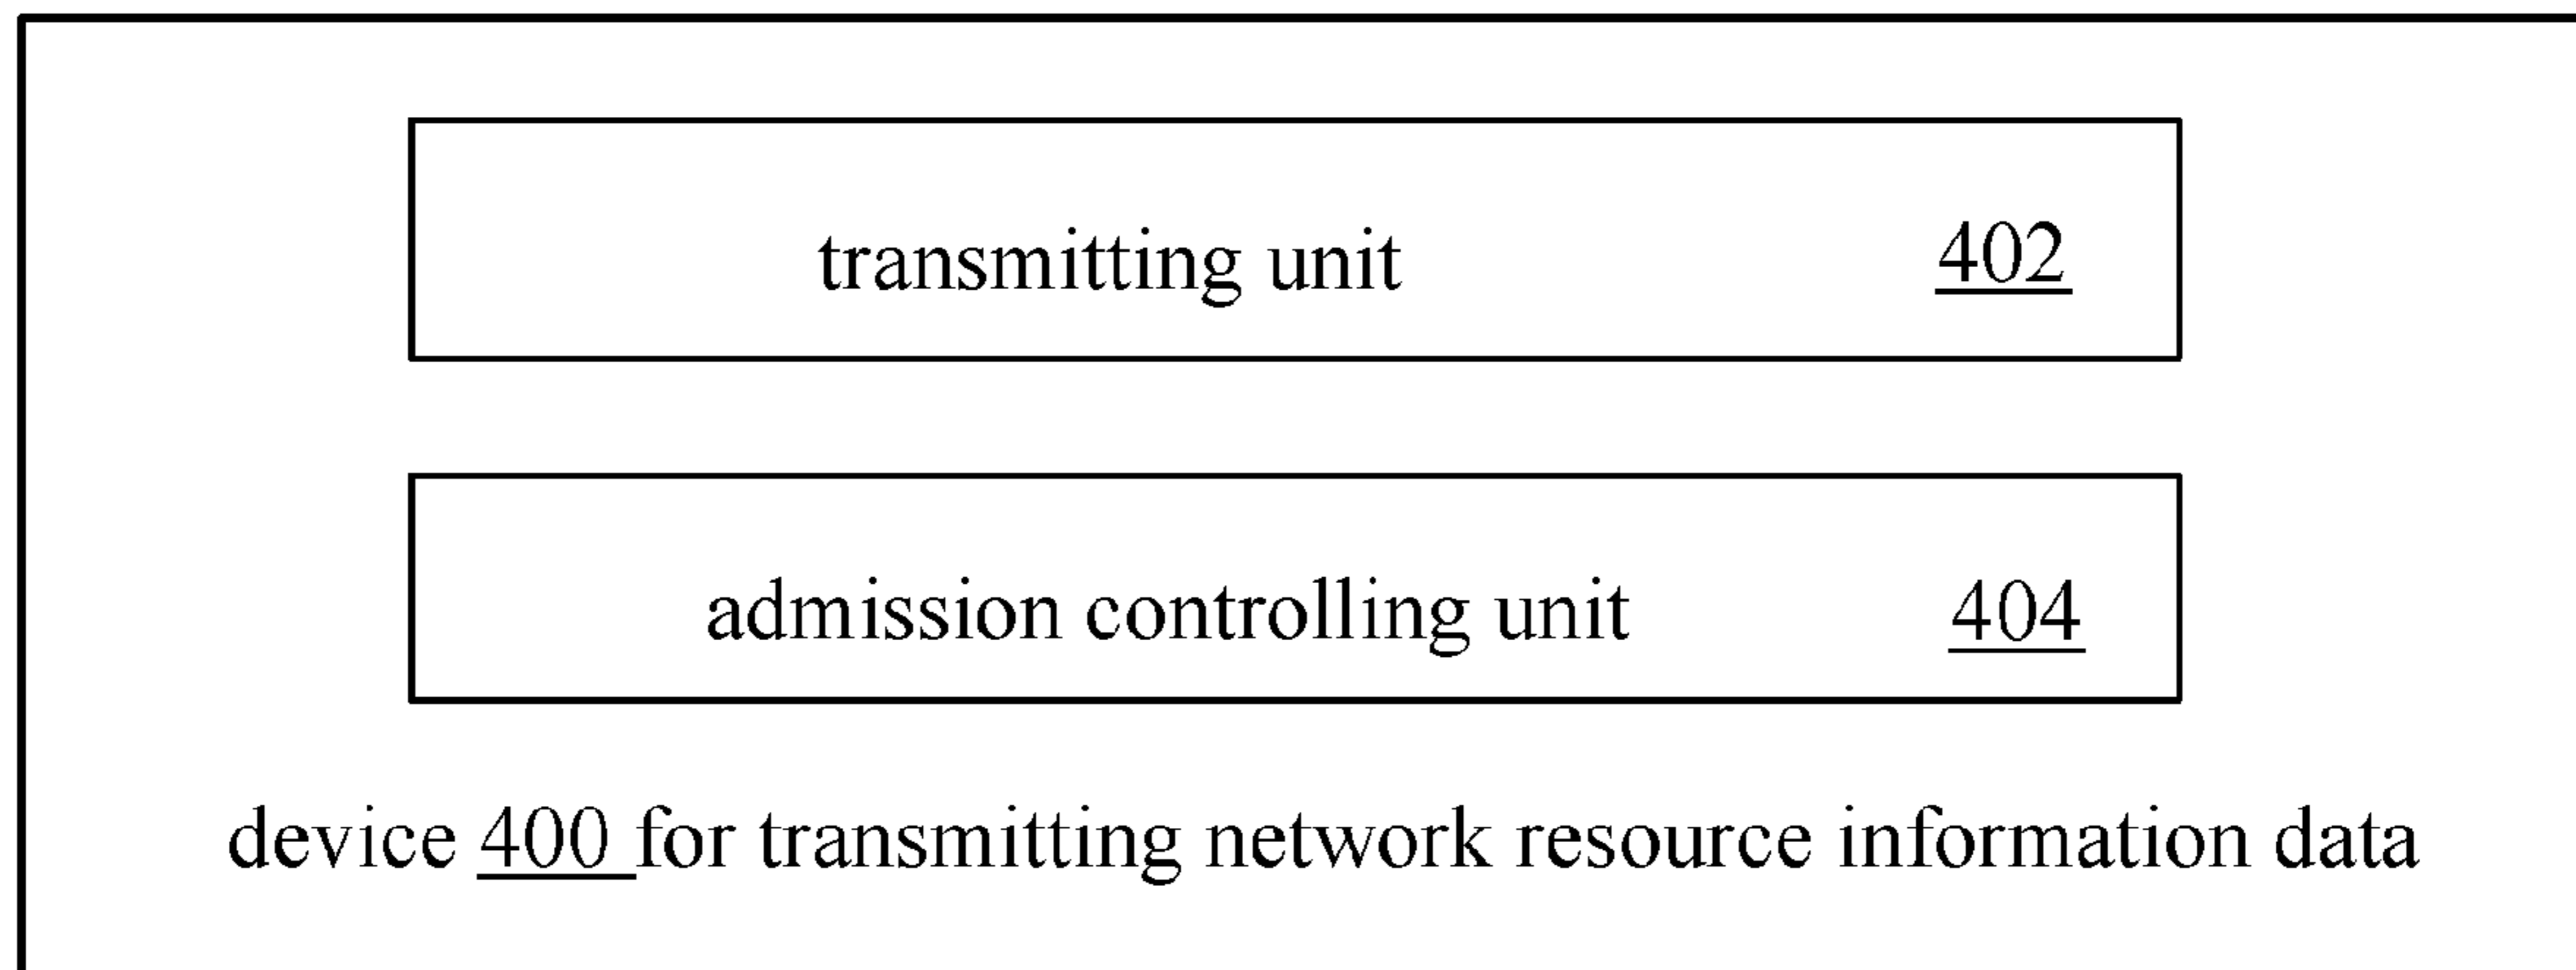 transmitting unit 402
admission controlling unit 404
device 400 for transmitting network resource information data